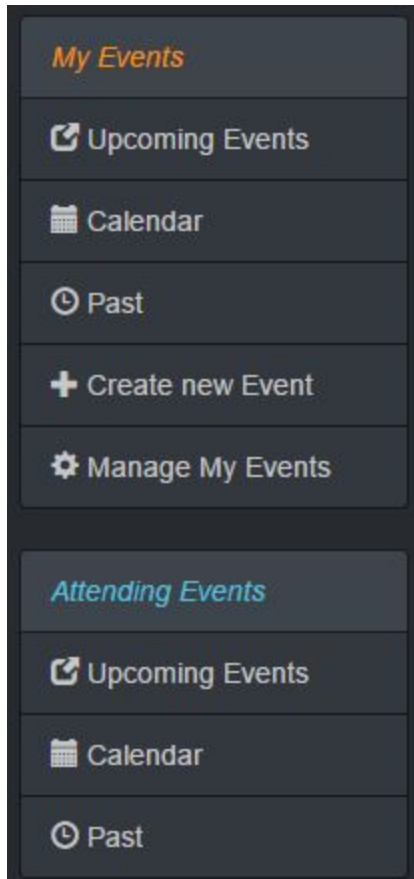 My Events
Upcoming Events
Calendar
Past
Create new Event
Manage My Events
Attending Events
Upcoming Events
Calendar
Past